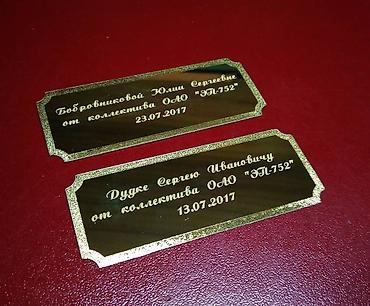 Бобровниковой Юлии Сергеевне
от коллектива ОАО "ЭП-752"
23.07.2017
Дудке Сергею Ивановичу
от коллектива ОАО "ЭП-752"
13.07.2017